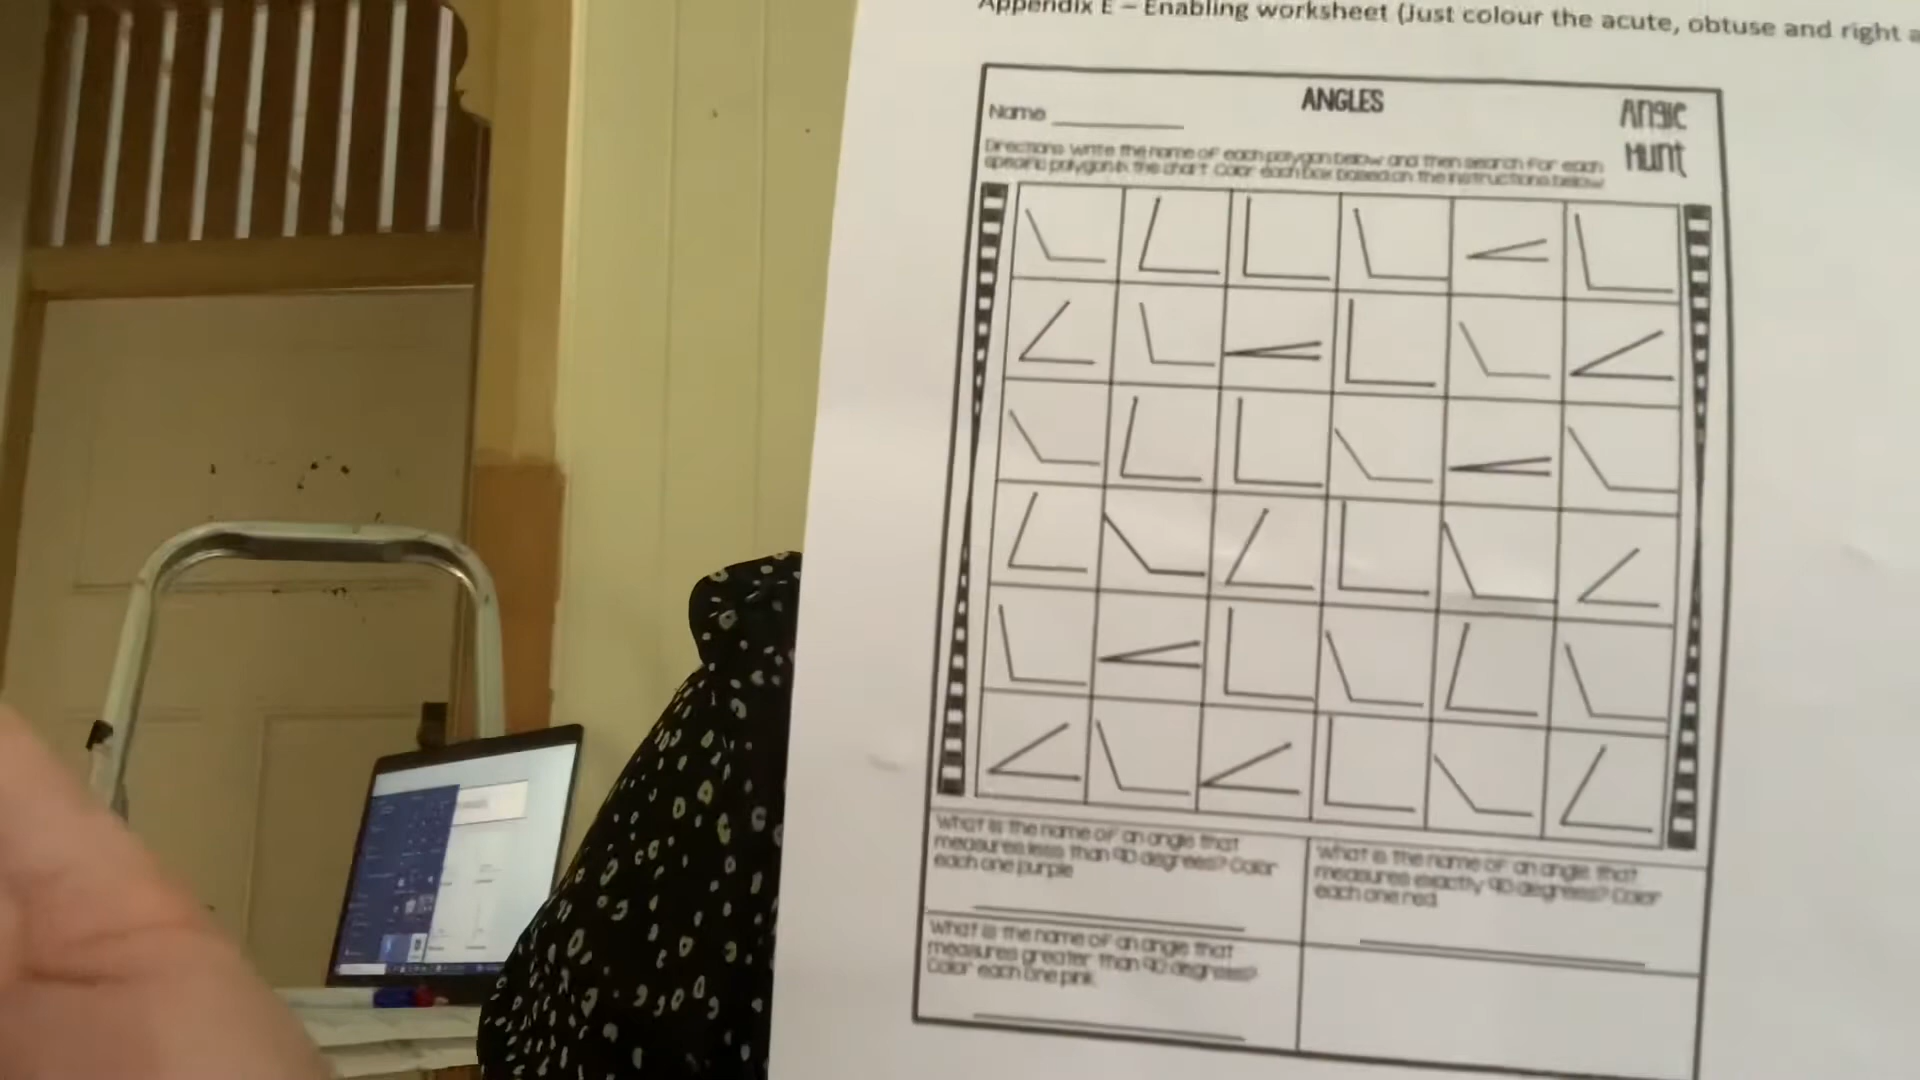 Appendix E – Enabling worksheet (Just colour the acute, obtuse and right a
ANGLES
Angle
Hunt
Name
Directions: Write the name of each polygon below and then search for each
specific polygon in the chart. Color each box based on the instructions below
What is the name of an angle that
measures less than 90 degrees? Color
each one purple
What is the name of an angle that
measures exactly 90 degrees? Color
each one red.
What is the name of an angle that
measures greater than 90 degrees?
Color each one pink.